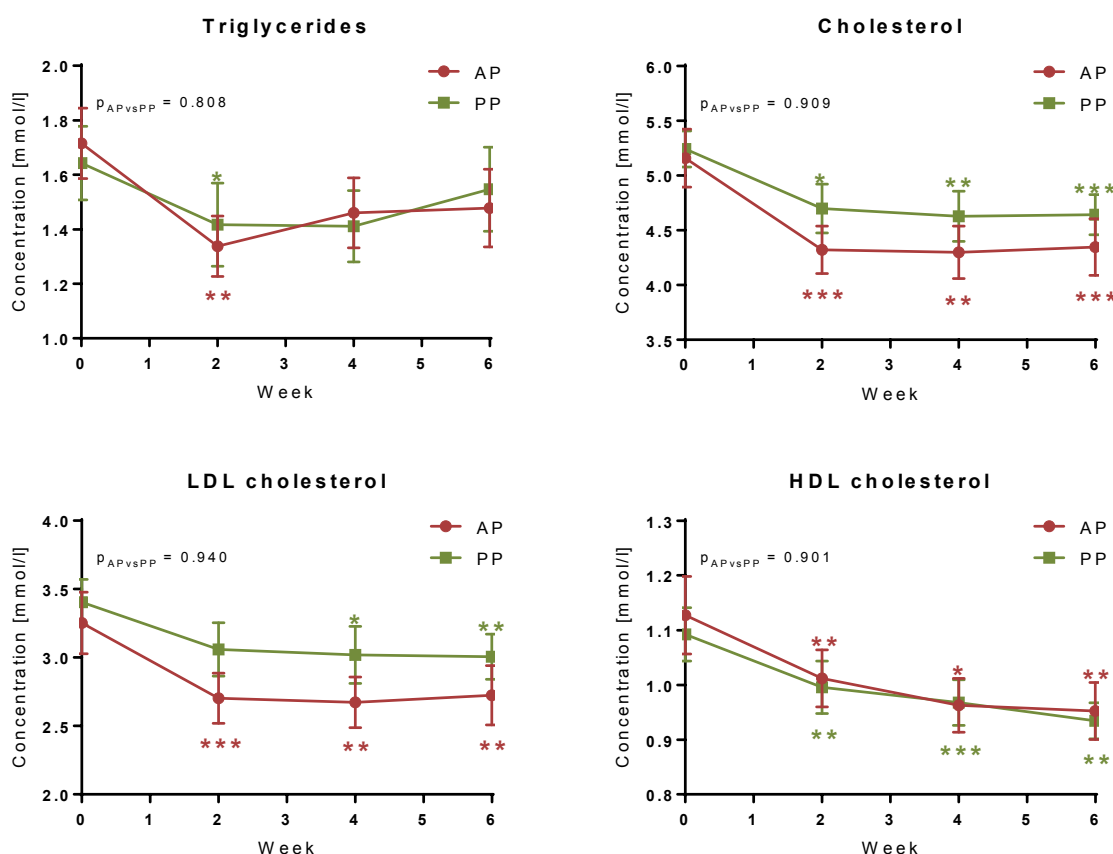 Triglycerides
Concentration [mmol/l]
2.0
1.8
1.6
1.4
1.2
1.0
p APvsPP = 0.808
AP
PP
*
**
0 1 2 3 4 5 6
Week
Cholesterol
Concentration [mmol/l]
6.0
5.5
5.0
4.5
4.0
3.5
p APvsPP = 0.909
AP
PP
* ** ***
*** ** ***
0 1 2 3 4 5 6
Week
LDL cholesterol
Concentration [mmol/l]
4.0
3.5
3.0
2.5
2.0
p APvsPP = 0.940
AP
PP
* **
*** ** **
0 1 2 3 4 5 6
Week
HDL cholesterol
Concentration [mmol/l]
1.3
1.2
1.1
1.0
0.9
0.8
p APvsPP = 0.901
AP
PP
** * **
** *** **
0 1 2 3 4 5 6
Week